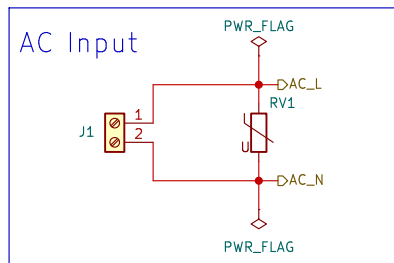 PWR_FLAG
AC Input
AC_L
RV1
1
J1
2
U
AC_N
PWR_FLAG